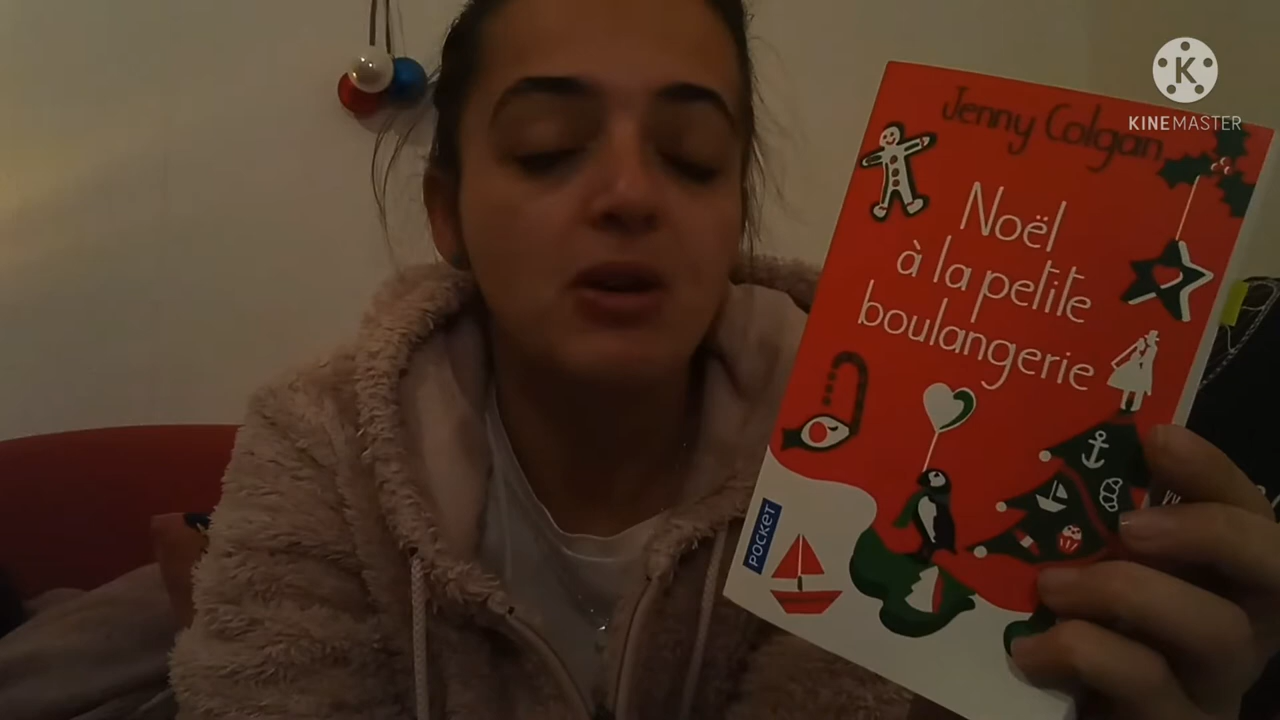 Jenny Colgan
Noël
à la petite
boulangerie
POCKET
K
KINEMASTER